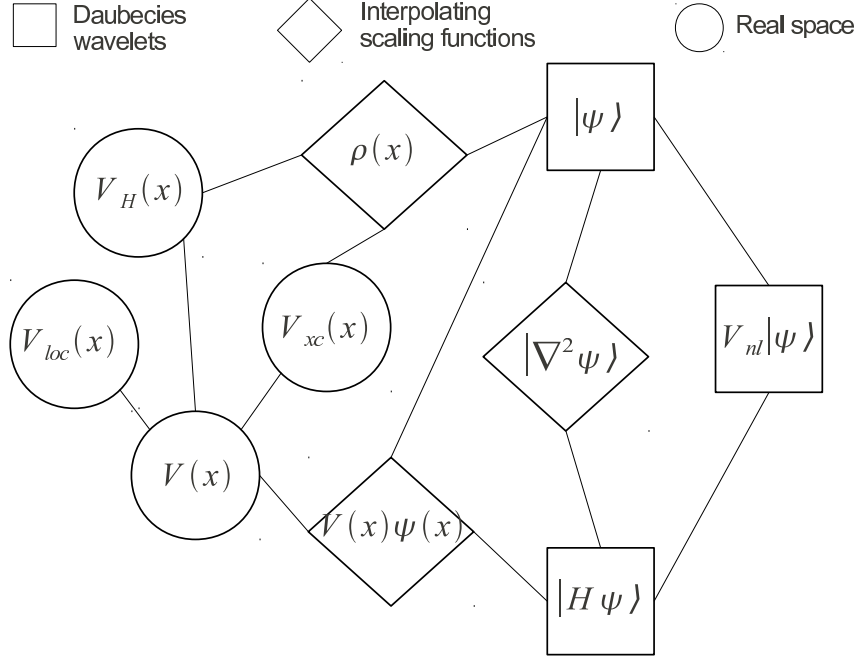 Daubecies
wavelets
Interpolating
scaling functions
Real space
|ψ⟩
ρ(x)
V_H(x)
V_loc(x)
V_xc(x)
|∇²ψ⟩
V_nl|ψ⟩
V(x)
V(x)ψ(x)
|Hψ⟩